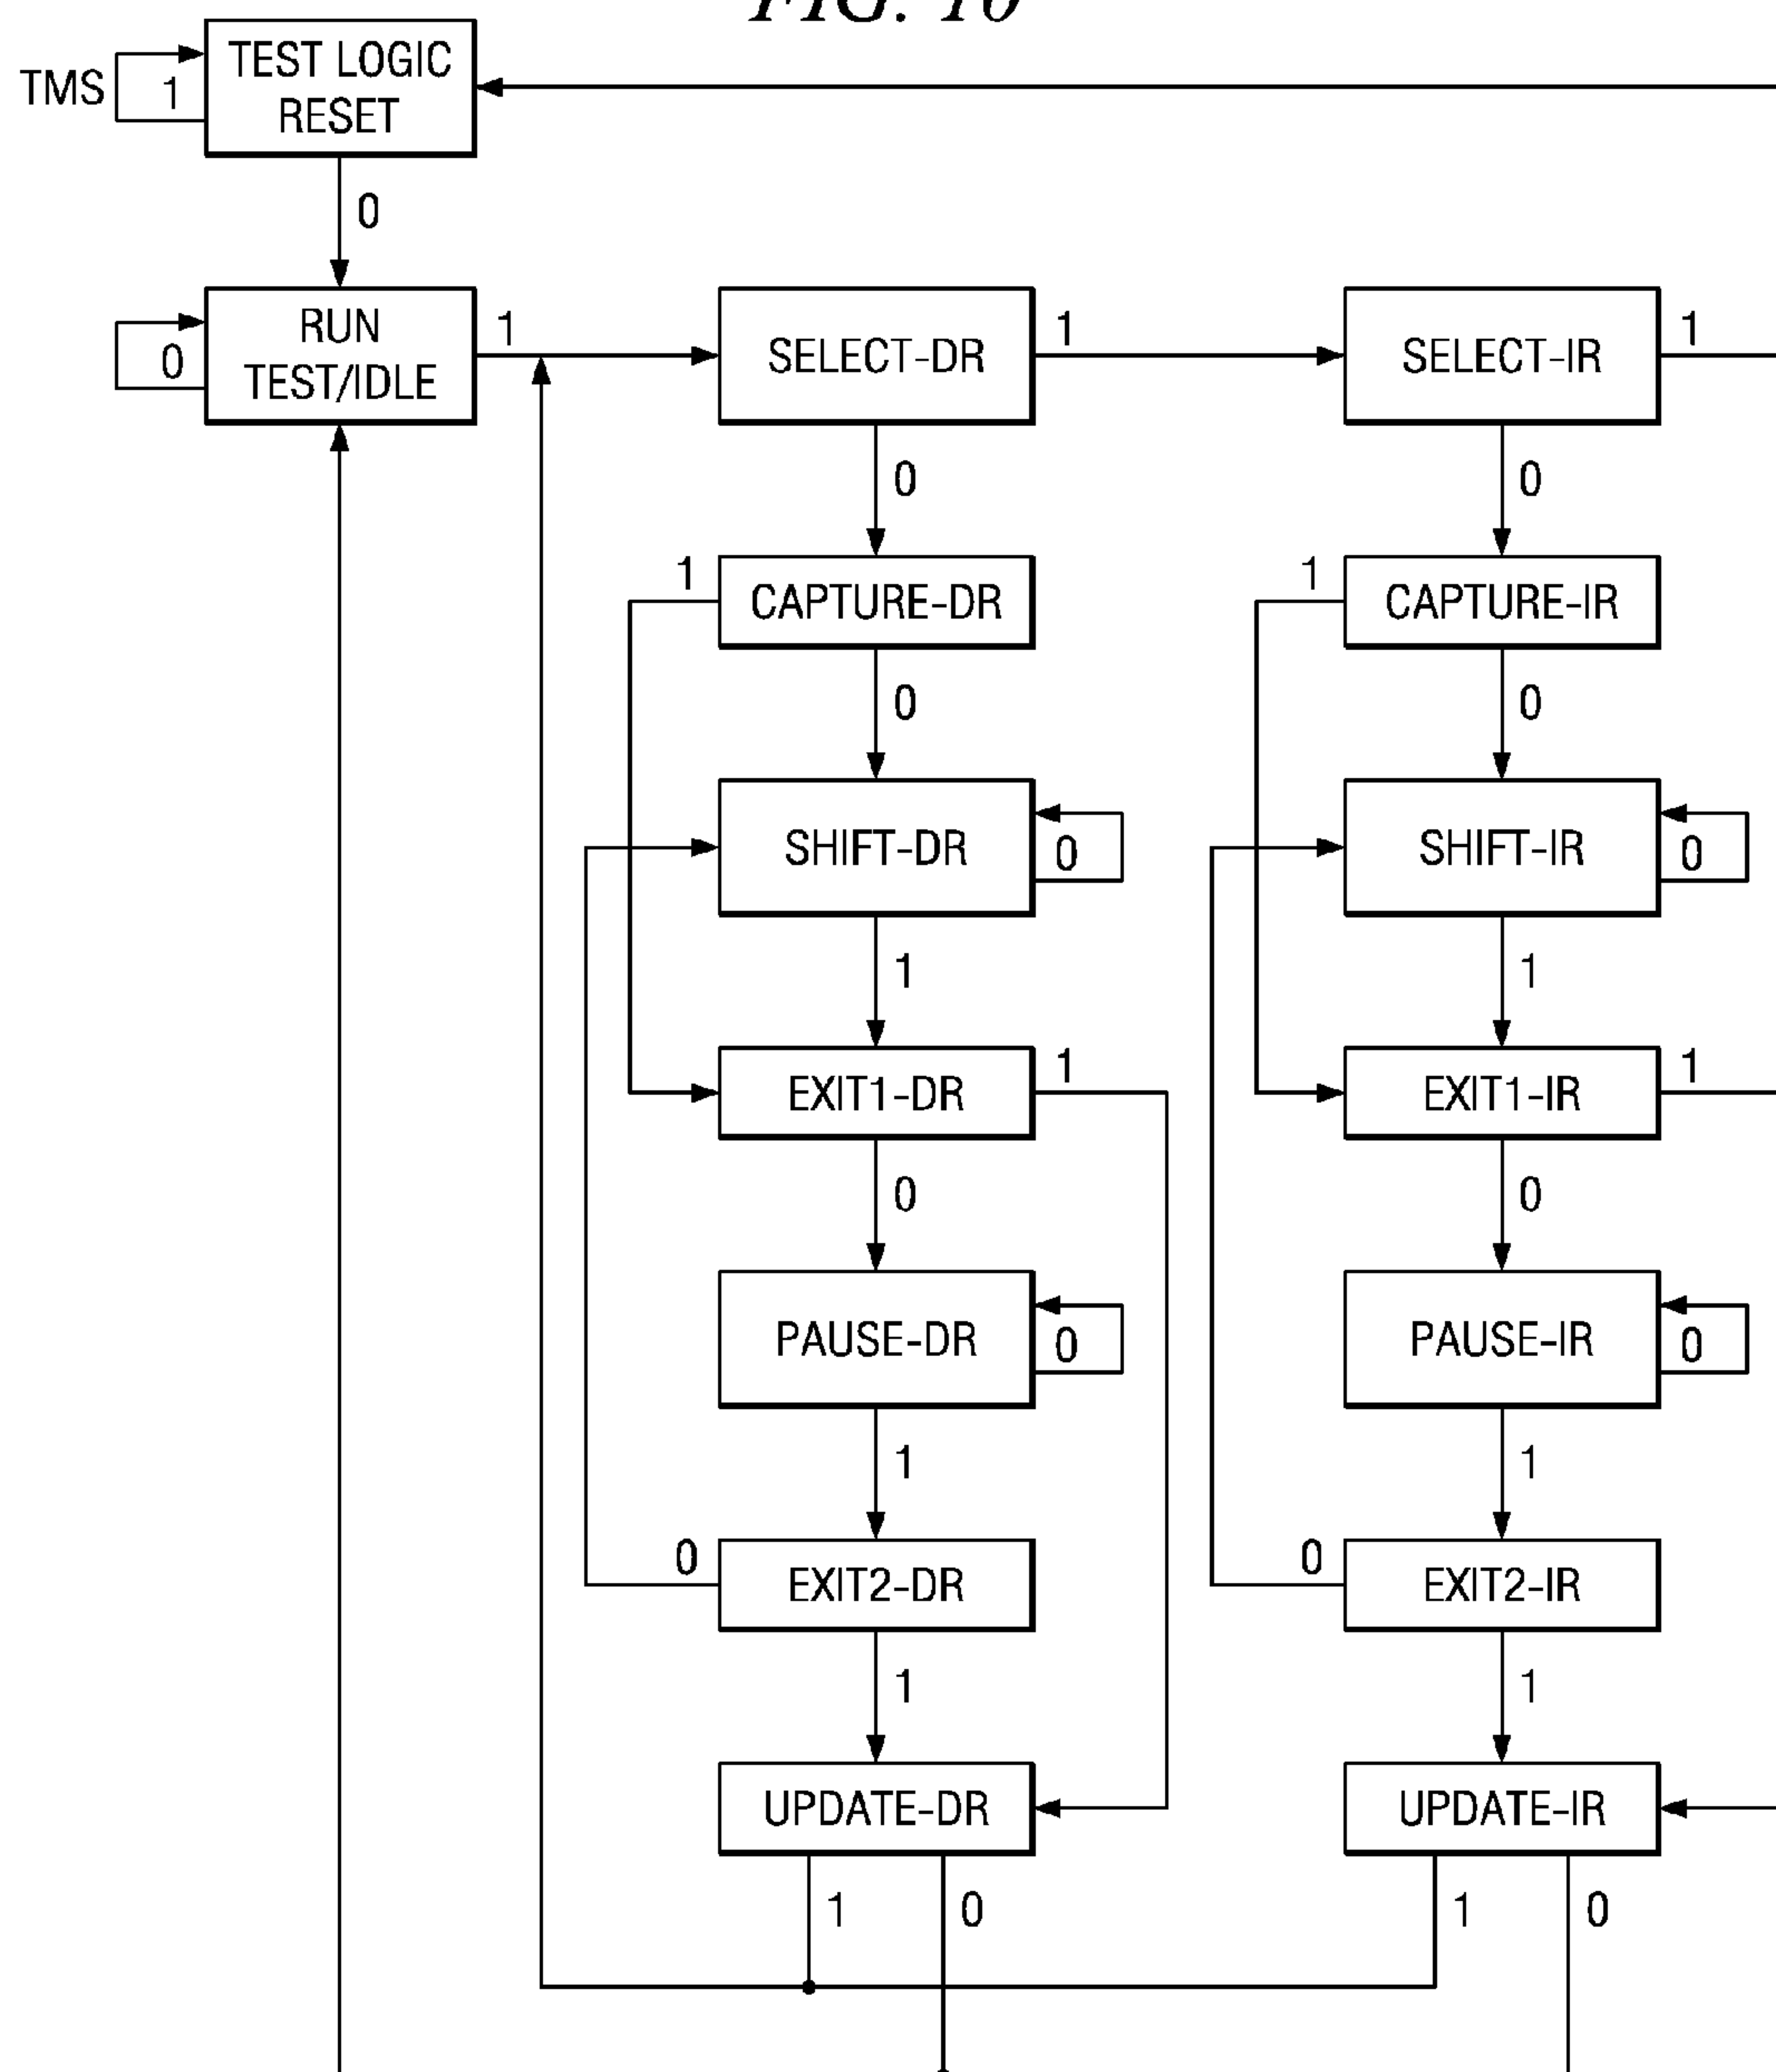 FIG. 10
TEST LOGIC
RESET
TMS
1
0
RUN
TEST/IDLE
0
1
SELECT-DR
1
SELECT-IR
1
0
0
1
CAPTURE-DR
1
CAPTURE-IR
0
0
SHIFT-DR
0
SHIFT-IR
0
1
1
EXIT1-DR
1
EXIT1-IR
1
0
0
PAUSE-DR
0
PAUSE-IR
0
1
1
0
EXIT2-DR
0
EXIT2-IR
1
1
UPDATE-DR
UPDATE-IR
1
0
1
0